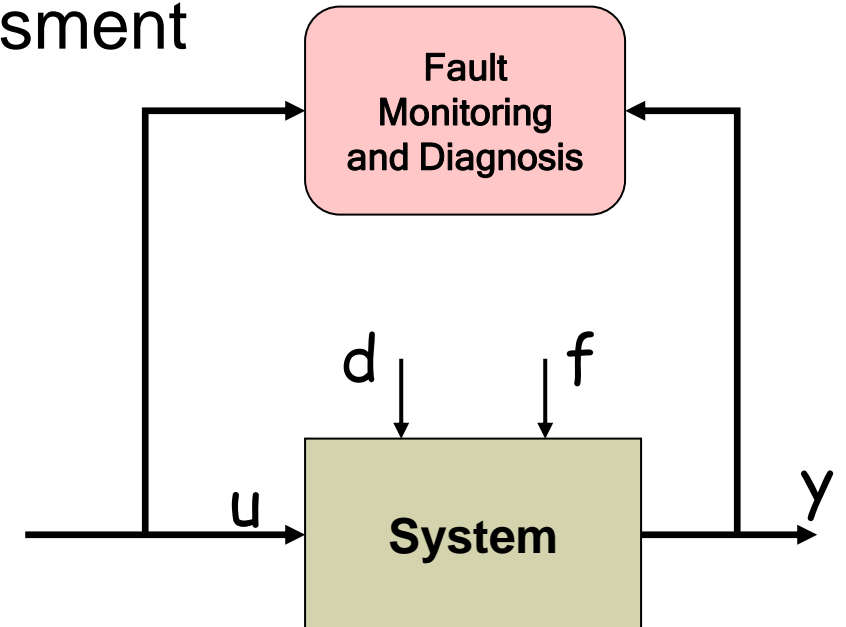 sment
Fault
Monitoring
and Diagnosis
d
f
u
System
y